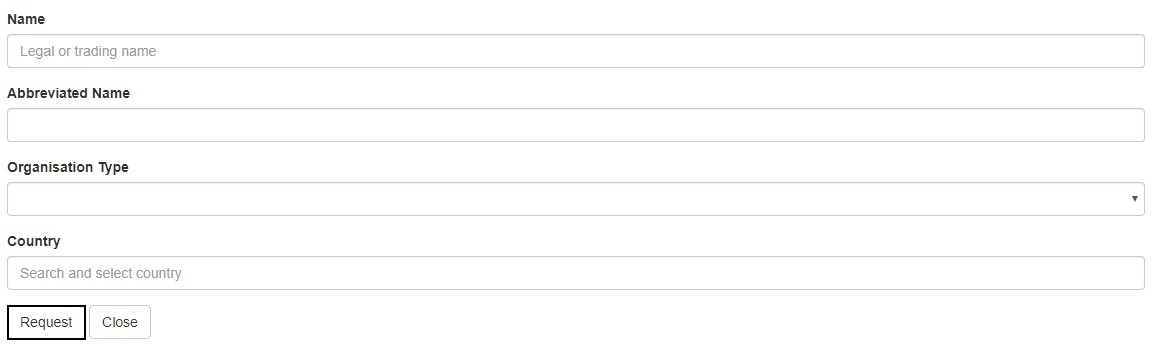 Name
Legal or trading name
Abbreviated Name
Organisation Type
Country
Search and select country
Request Close